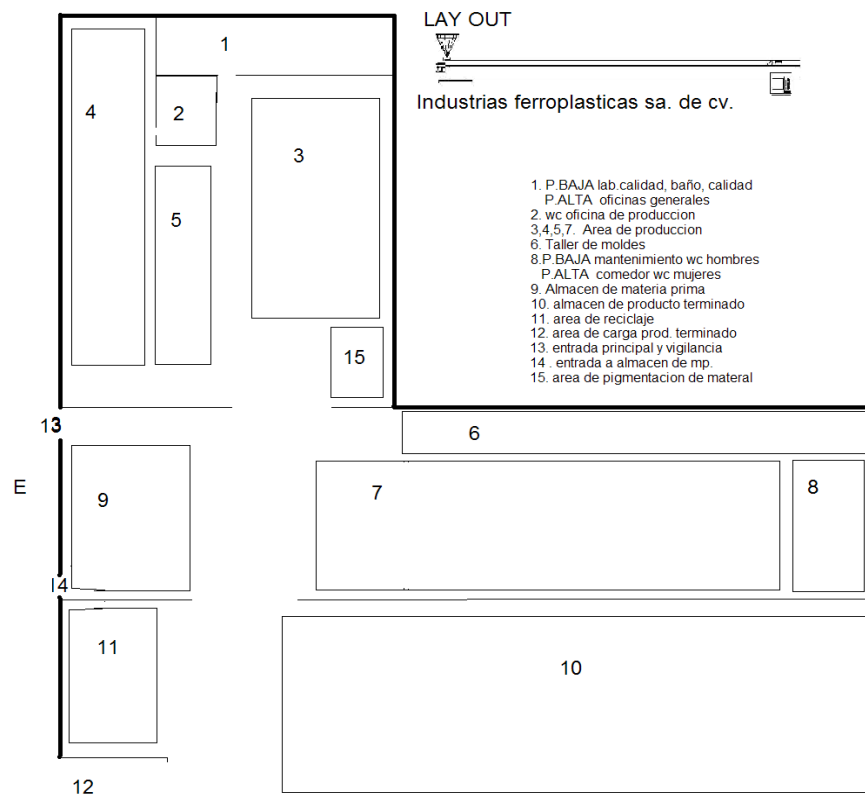 LAY OUT
Industrias ferroplasticas sa. de cv.
1. P.BAJA lab.calidad, baño, calidad
P.ALTA oficinas generales
2. wc oficina de produccion
3,4,5,7. Area de produccion
6. Taller de moldes
8.P.BAJA mantenimiento wc hombres
P.ALTA comedor wc mujeres
9. Almacen de materia prima
10. almacen de producto terminado
11. area de reciclaje
12. area de carga prod. terminado
13. entrada principal y vigilancia
14 . entrada a almacen de mp.
15. area de pigmentacion de materal
1
4
2
3
5
15
13
6
E
9
7
8
14
11
10
12